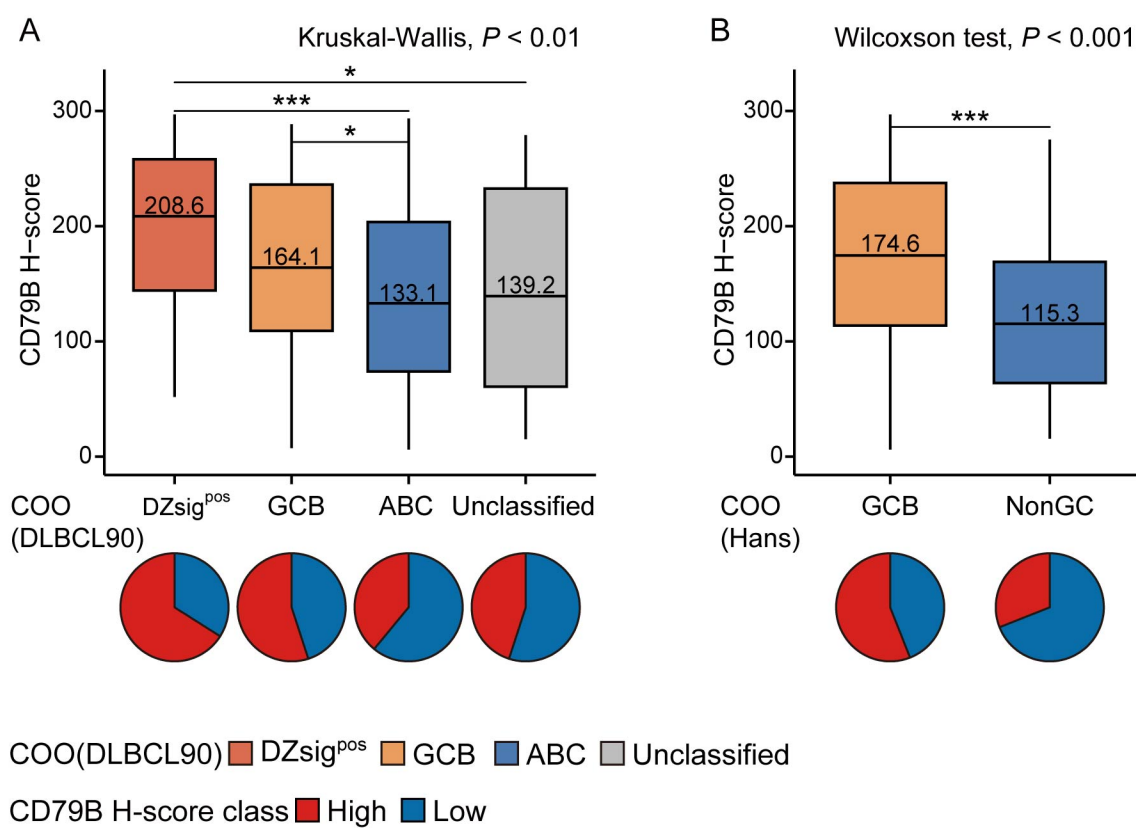 A
Kruskal-Wallis, P < 0.01
*
***
*
CD79B H−score
300
200
100
0
208.6
164.1
133.1
139.2
COO
(DLBCL90)
DZsigpos
GCB
ABC
Unclassified
B
Wilcoxson test, P < 0.001
***
CD79B H−score
300
200
100
0
174.6
115.3
COO
(Hans)
GCB
NonGC
COO(DLBCL90) DZsigpos GCB ABC Unclassified
CD79B H-score class High Low